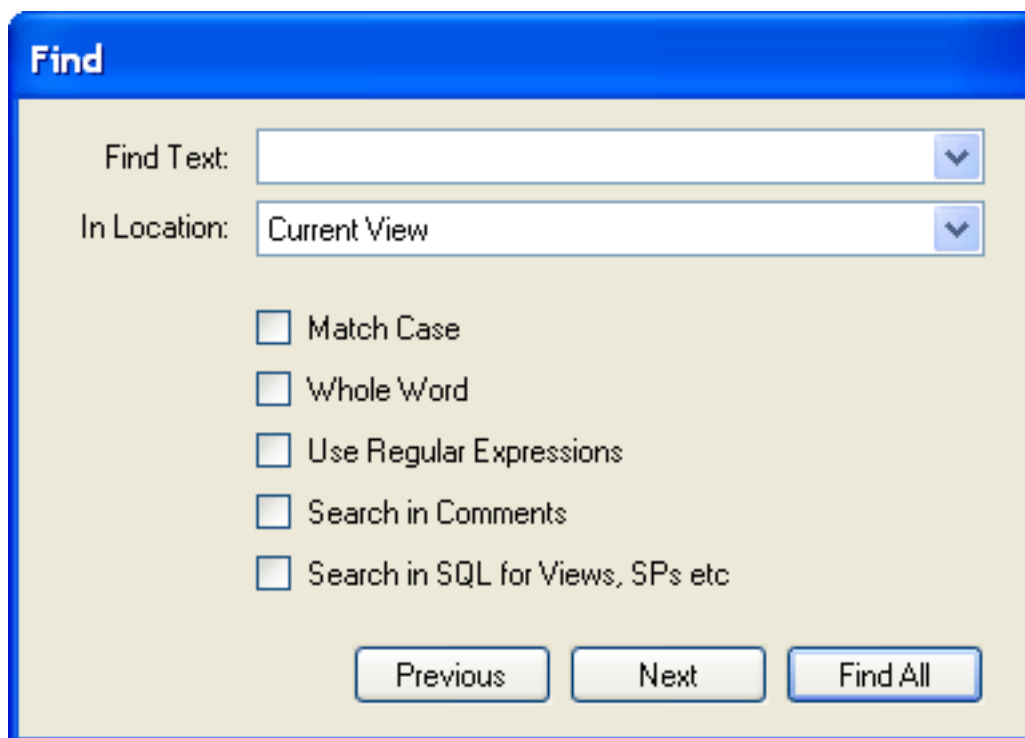 Find
Find Text:
In Location: Current View
Match Case
Whole Word
Use Regular Expressions
Search in Comments
Search in SQL for Views, SPs etc
Previous Next Find All